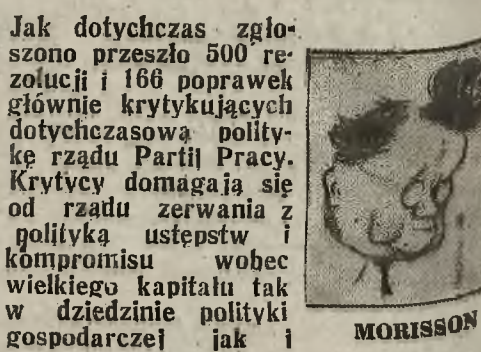 Jak dotychczas zgło-
szono przeszło 500 re-
zolucji i 166 poprawek
głównie krytykujących
dotychczasową polity-
kę rządu Partii Pracy.
Krytycy domagają się
od rządu zerwania z
polityką ustępstw i
kompromisu wobec
wielkiego kapitału tak
w dziedzinie polityki
gospodarczej jak i
MORISSON